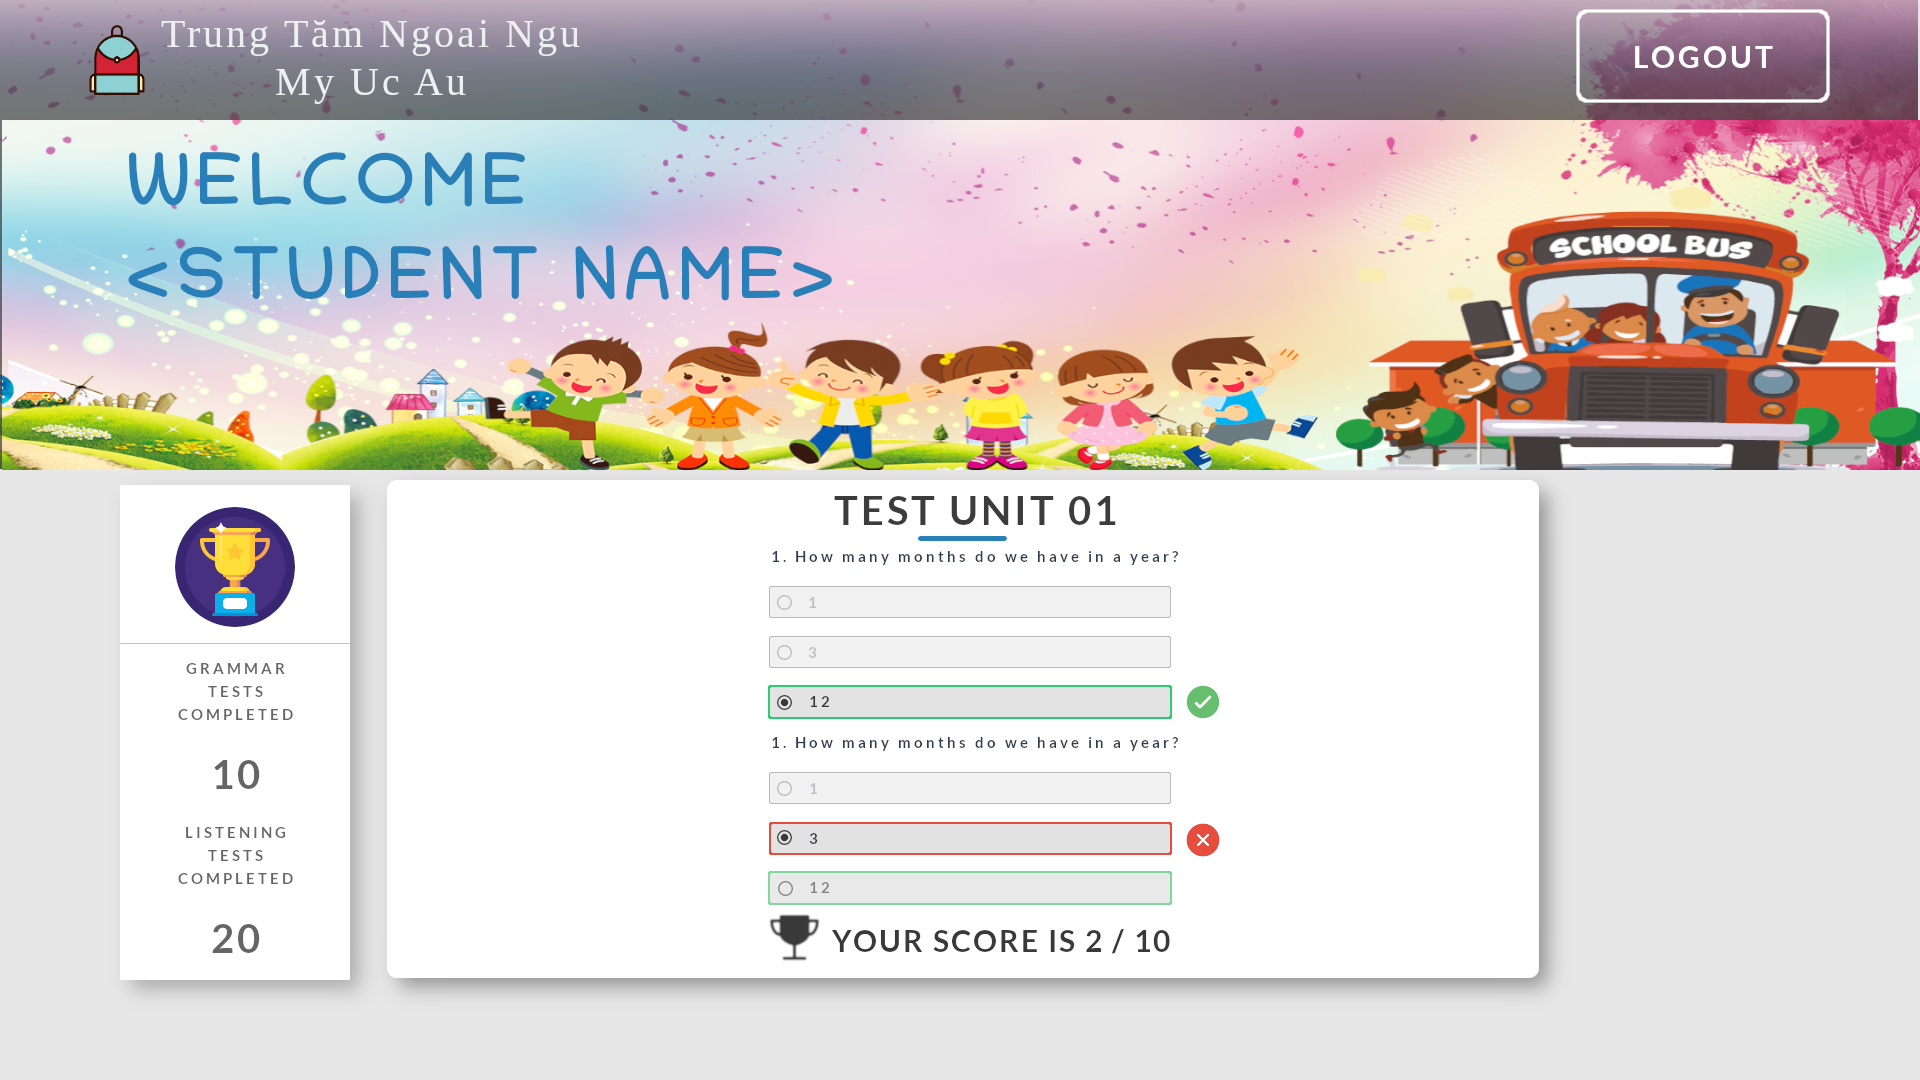 Trung Tăm Ngoai Ngu
My Uc Au
LOGOUT
WELCOME
<STUDENT NAME>
SCHOOL BUS
GRAMMAR
TESTS
COMPLETED
10
LISTENING
TESTS
COMPLETED
20
TEST UNIT 01
1. How many months do we have in a year?
1
3
12
1. How many months do we have in a year?
1
3
12
YOUR SCORE IS 2 / 10